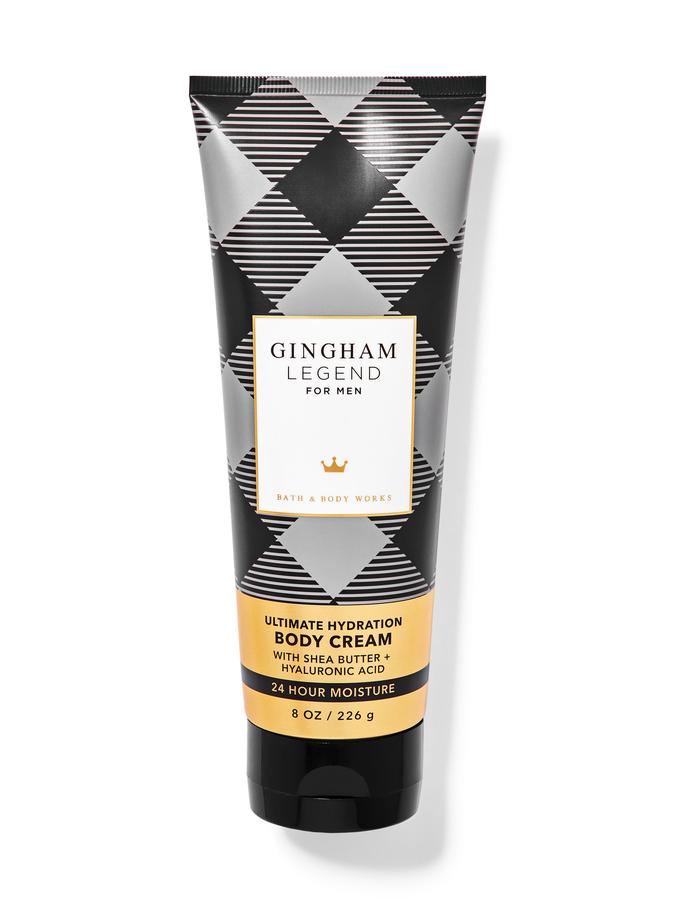 GINGHAM
LEGEND
FOR MEN
BATH & BODY WORKS
ULTIMATE HYDRATION
BODY CREAM
WITH SHEA BUTTER +
HYALURONIC ACID
24 HOUR MOISTURE
8 OZ / 226 g